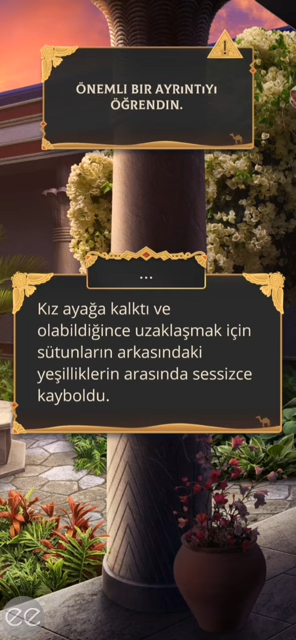 !
ÖNEMLI BIR AYRıNTıYı
ÖĞRENDIN.
...
Kız ayağa kalktı ve
olabildiğince uzaklaşmak için
sütunların arkasındaki
yeşilliklerin arasında sessizce
kayboldu.